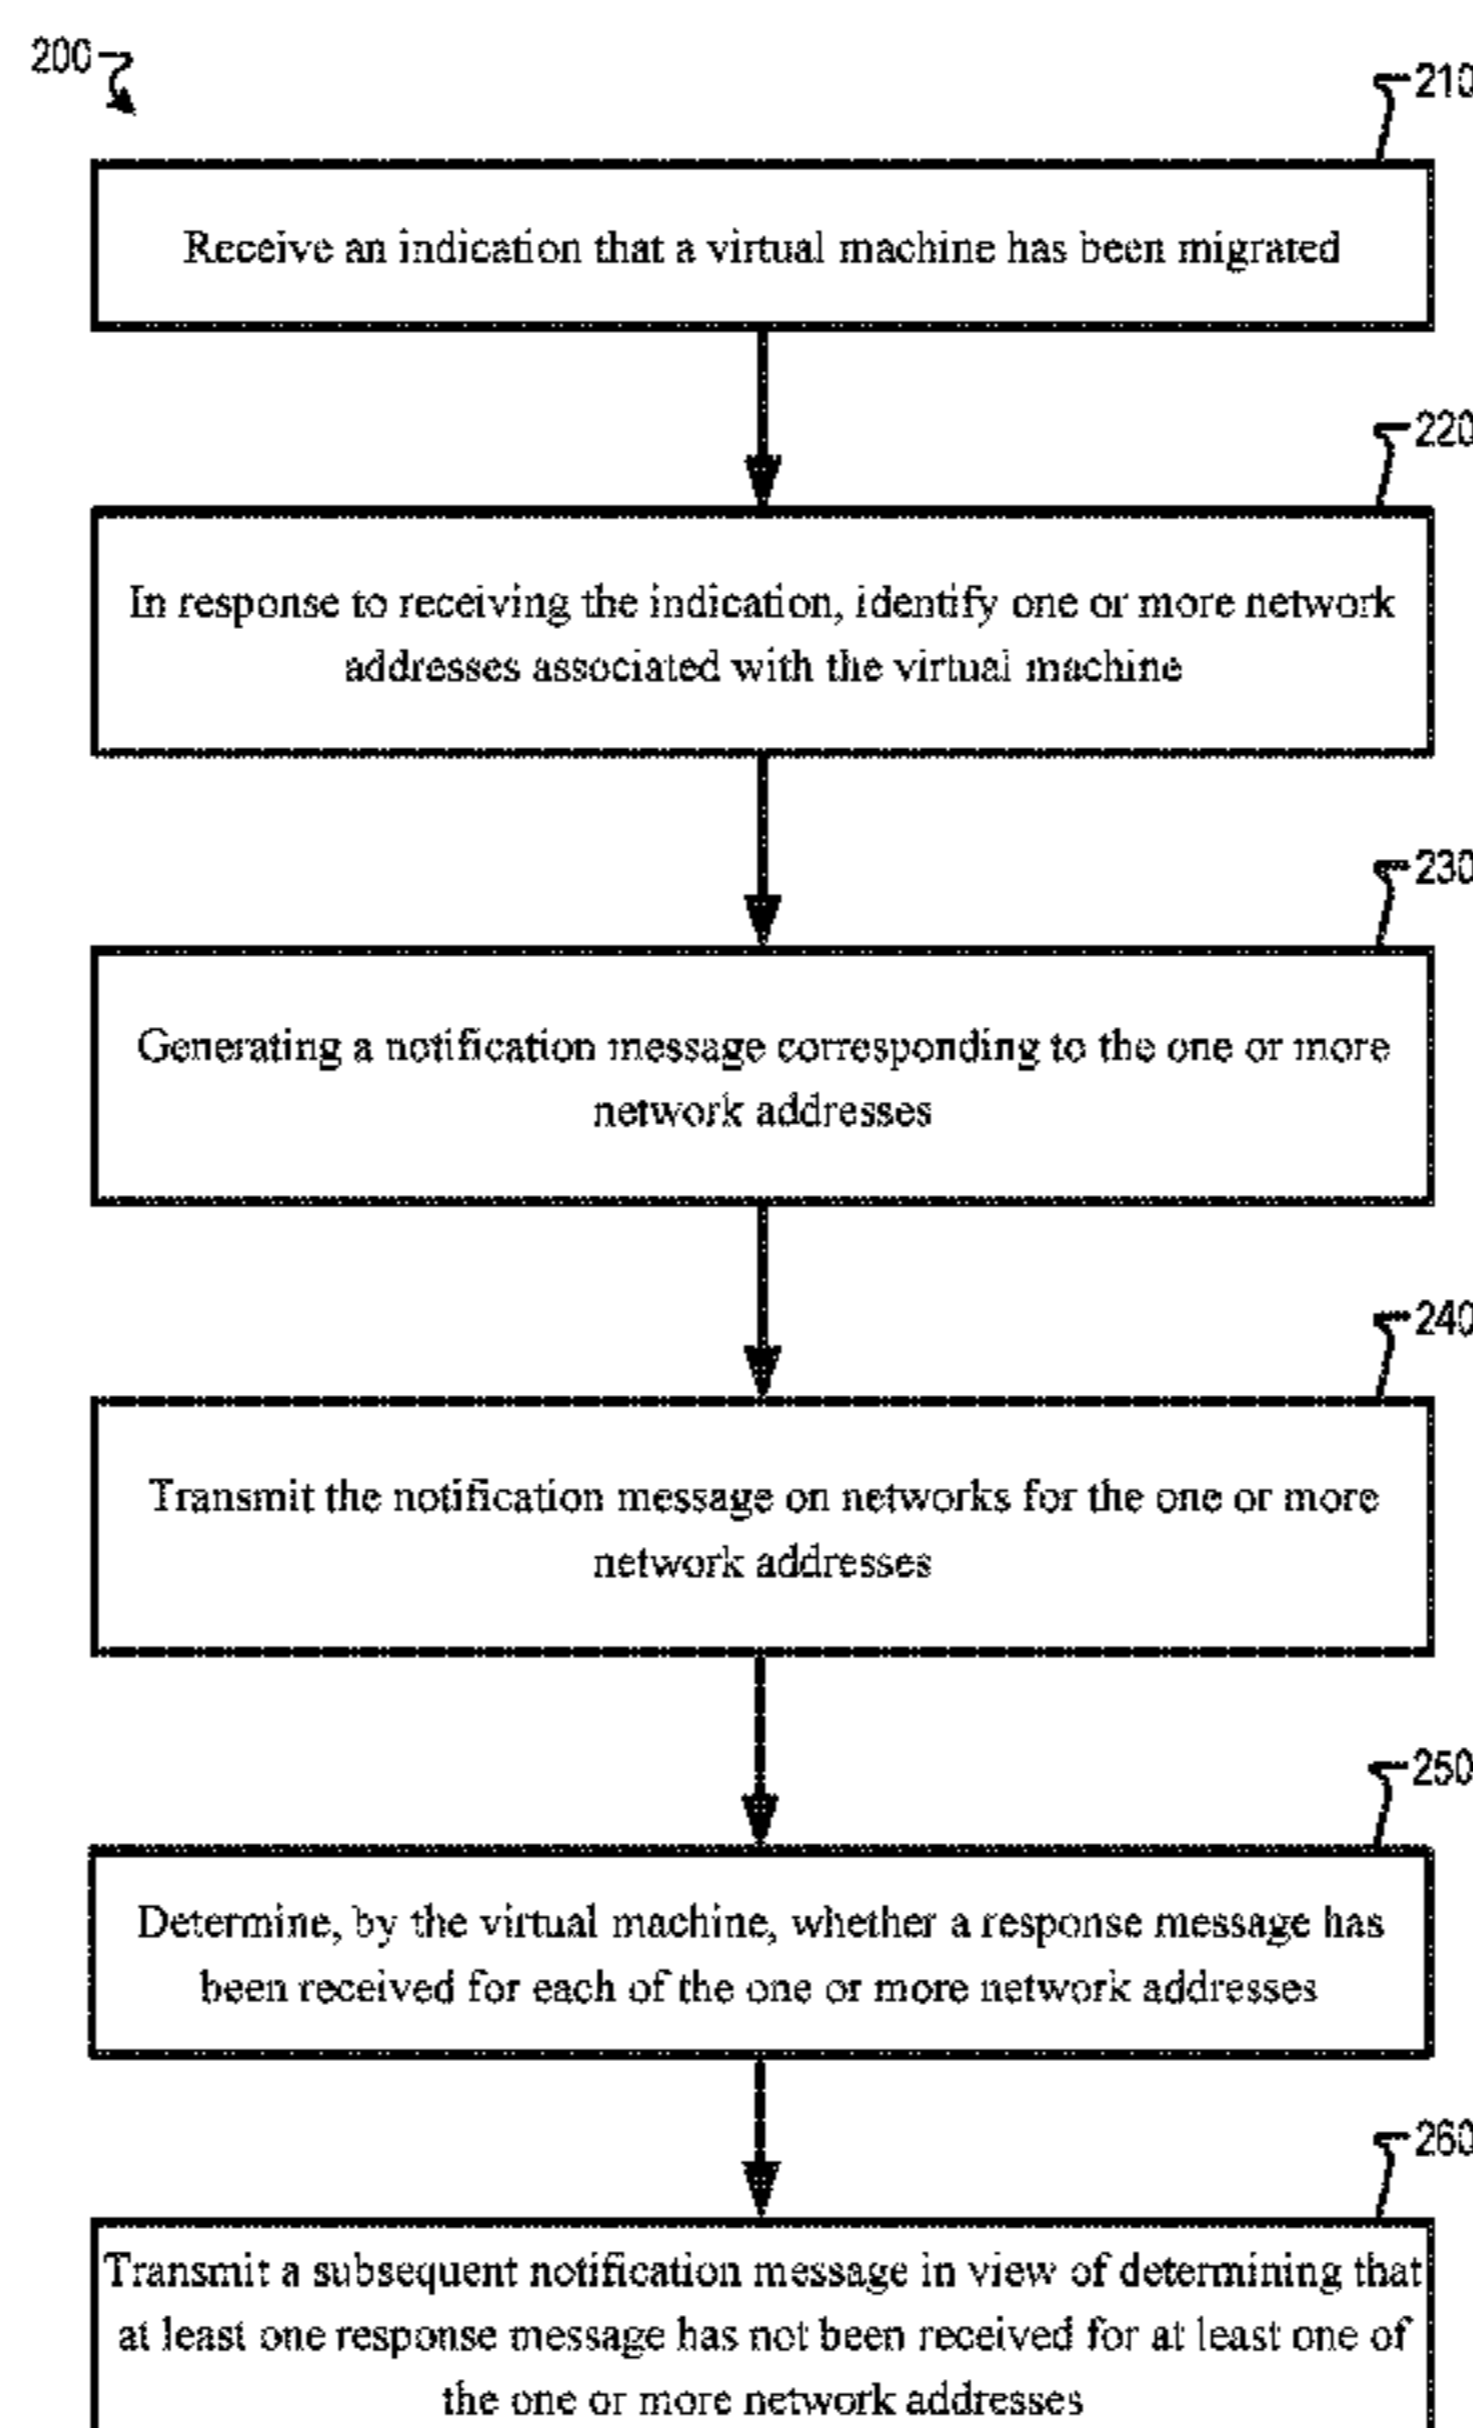 200
210
Receive an indication that a virtual machine has been migrated
220
In response to receiving the indication, identify one or more network
addresses associated with the virtual machine
230
Generating a notification message corresponding to the one or more
network addresses
240
Transmit the notification message on networks for the one or more
network addresses
250
Determine, by the virtual machine, whether a response message has
been received for each of the one or more network addresses
260
Transmit a subsequent notification message in view of determining that
at least one response message has not been received for at least one of
the one or more network addresses